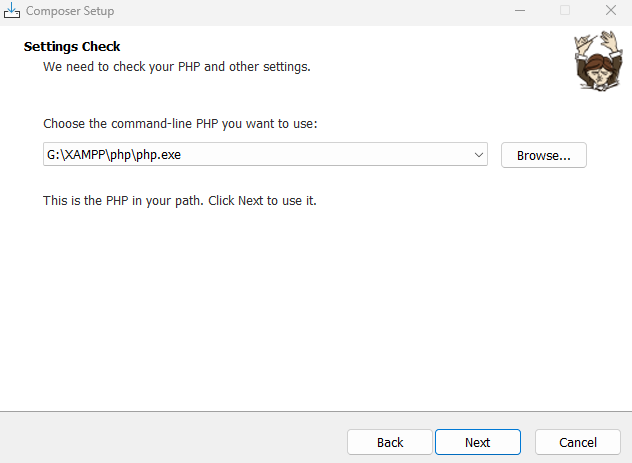 Composer Setup
Settings Check
We need to check your PHP and other settings.
Choose the command-line PHP you want to use:
G:\XAMPP\php\php.exe
Browse...
This is the PHP in your path. Click Next to use it.
Back
Next
Cancel